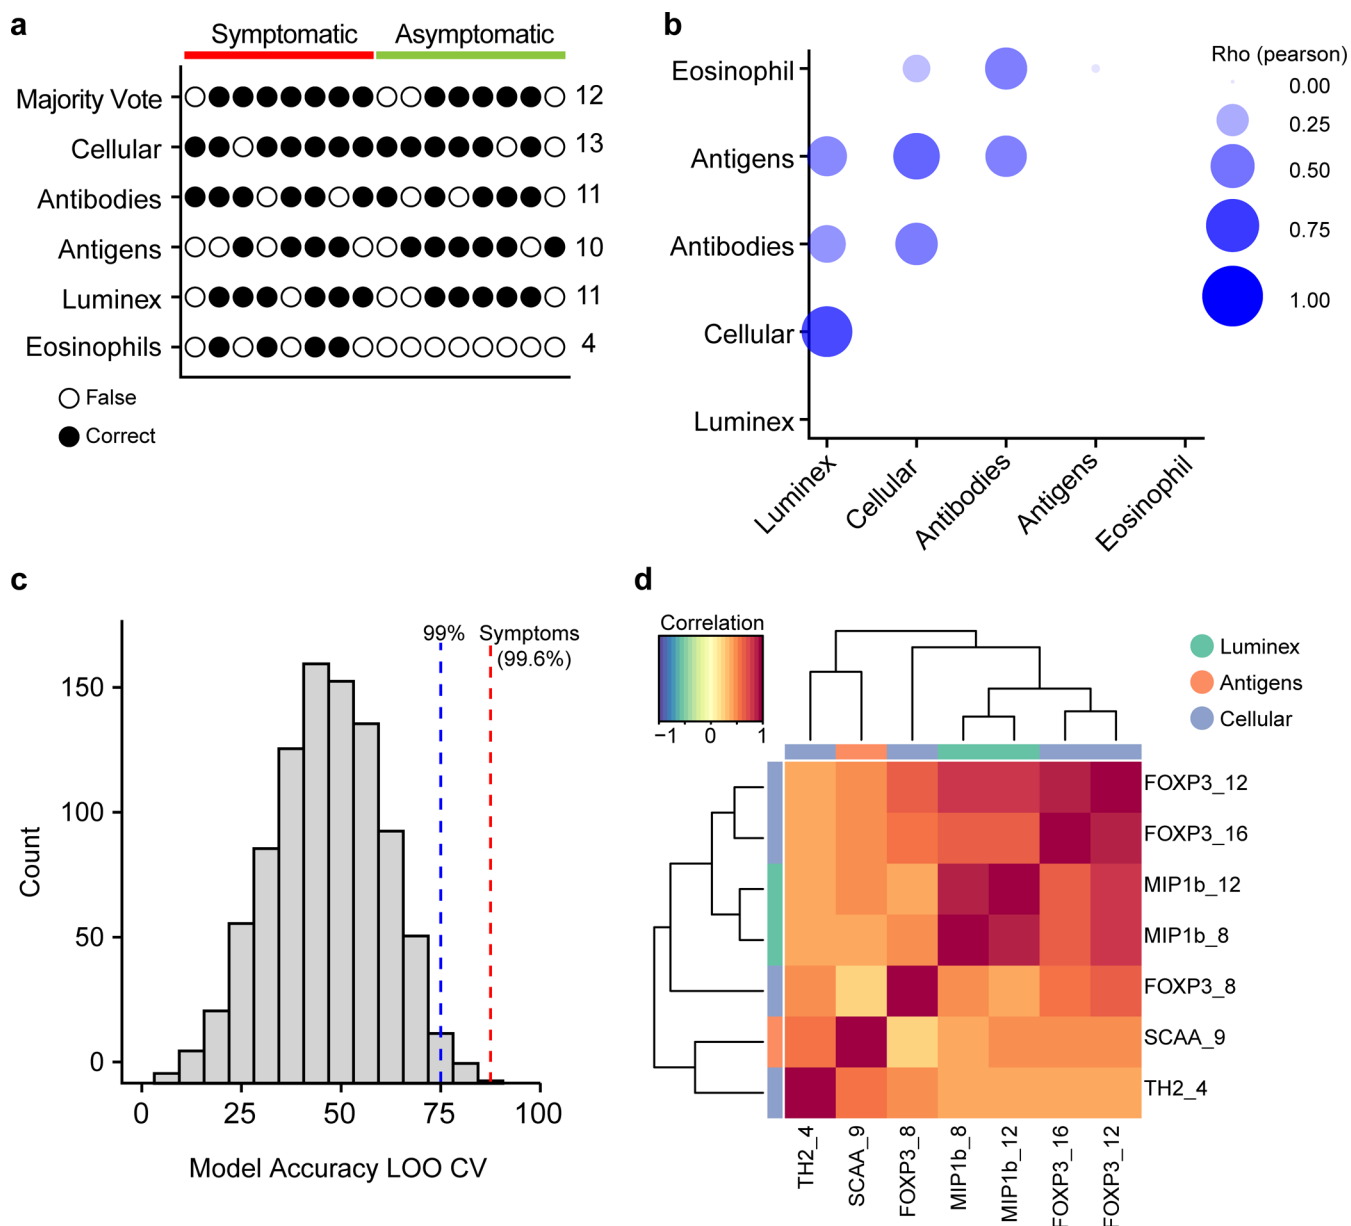 a
Symptomatic Asymptomatic
Majority Vote 12
Cellular 13
Antibodies 11
Antigens 10
Luminex 11
Eosinophils 4
False
Correct
b
Rho (pearson)
0.00
0.25
0.50
0.75
1.00
Eosinophil
Antigens
Antibodies
Cellular
Luminex
Luminex Cellular Antibodies Antigens Eosinophil
c
99% Symptoms
(99.6%)
150
100
50
0
Count
0 25 50 75 100
Model Accuracy LOO CV
d
Correlation
−1 0 1
Luminex
Antigens
Cellular
FOXP3_12
FOXP3_16
MIP1b_12
MIP1b_8
FOXP3_8
SCAA_9
TH2_4
TH2_4 SCAA_9 FOXP3_8 MIP1b_8 MIP1b_12 FOXP3_16 FOXP3_12